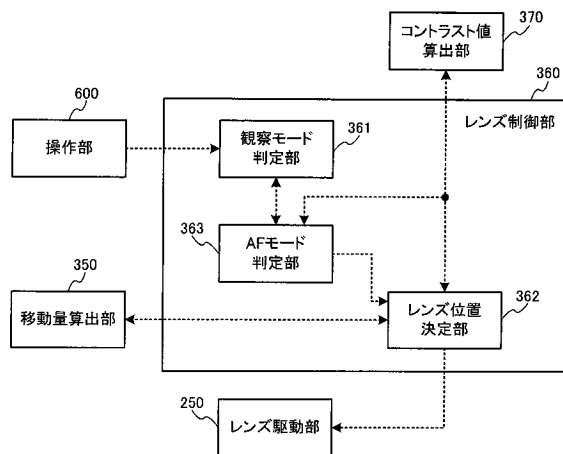 コントラスト値
算出部
370
360
レンズ制御部
600
操作部
観察モード
判定部
361
363
AFモード
判定部
350
移動量算出部
レンズ位置
決定部
362
250
レンズ駆動部